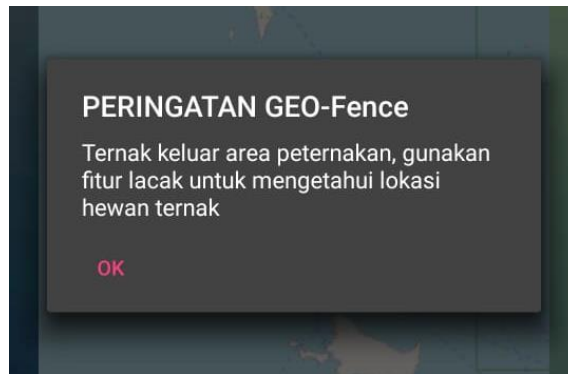 PERINGATAN GEO-Fence
Ternak keluar area peternakan, gunakan
fitur lacak untuk mengetahui lokasi
hewan ternak
OK